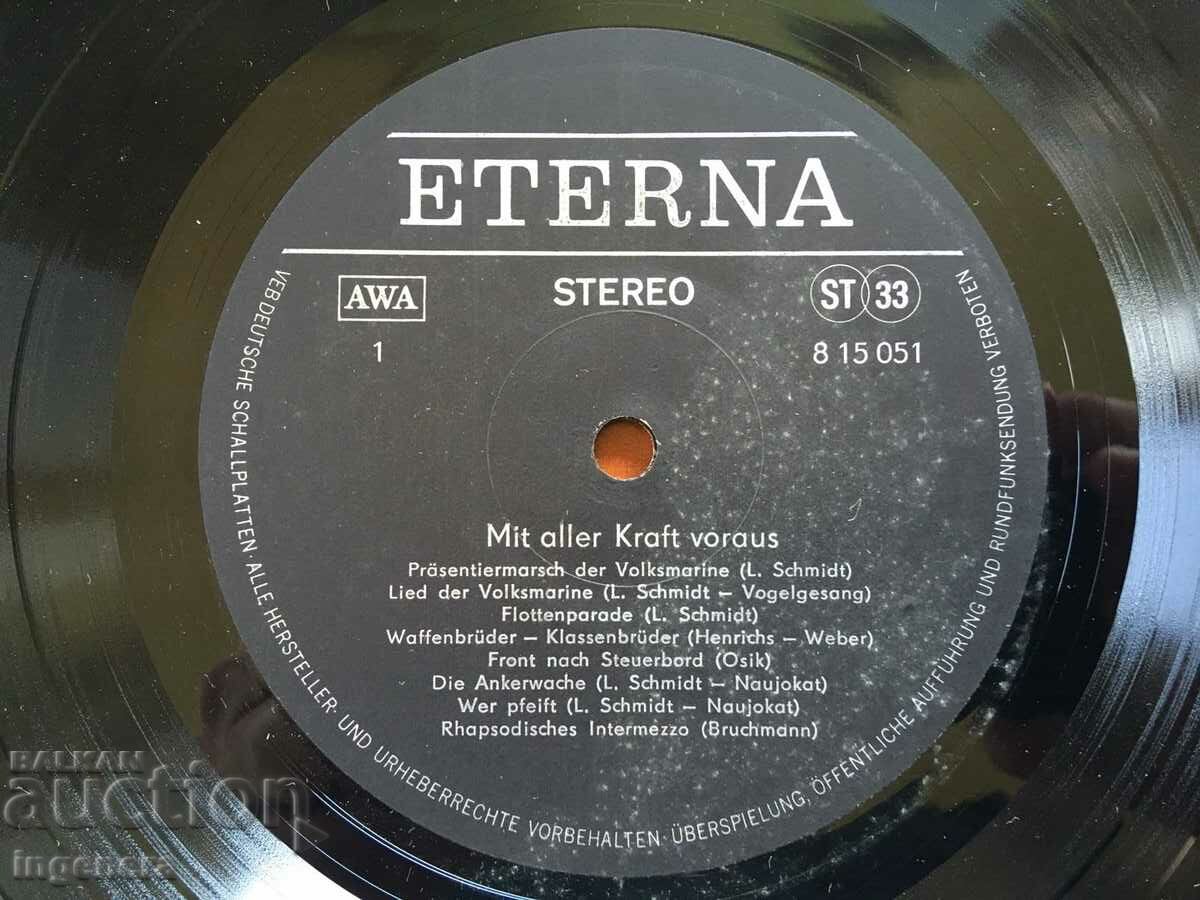 ETERNA
AWA STEREO ST 33
1 8 15 051
Mit aller Kraft voraus
Präsentiermarsch der Volksmarine (L. Schmidt)
Lied der Volksmarine (L. Schmidt – Vogelgesang)
Flottenparade (L. Schmidt)
Waffenbrüder – Klassenbrüder (Henrichs – Weber)
Front nach Steuerbord (Osik)
Die Ankerwache (L. Schmidt – Naujokat)
Wer pfeift (L. Schmidt – Naujokat)
Rhapsodisches Intermezzo (Bruchmann)
VEB DEUTSCHE SCHALLPLATTEN · ALLE HERSTELLER- UND URHEBERRECHTE VORBEHALTEN · ÜBERSPIELUNG, ÖFFENTLICHE AUFFÜHRUNG UND RUNDFUNKSENDUNG VERBOTEN
BALKAN
auction
ingenera